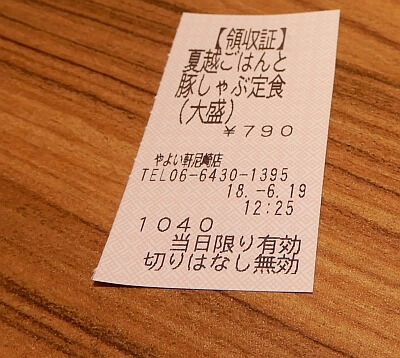 【領収証】
夏越ごはんと
豚しゃぶ定食
(大盛)
￥790
やよい軒尼崎店
TEL06-6430-1395
18.-6.19
12:25
1040
当日限り有効
切りはなし無効